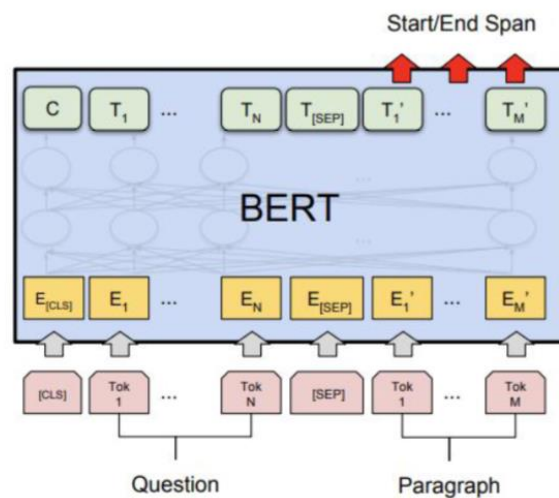 Start/End Span
C T1 ... TN T[SEP] T1' ... TM'
...
BERT
...
E[CLS] E1 ... EN E[SEP] E1' ... EM'
[CLS] Tok 1 ... Tok N [SEP] Tok 1 ... Tok M
Question Paragraph